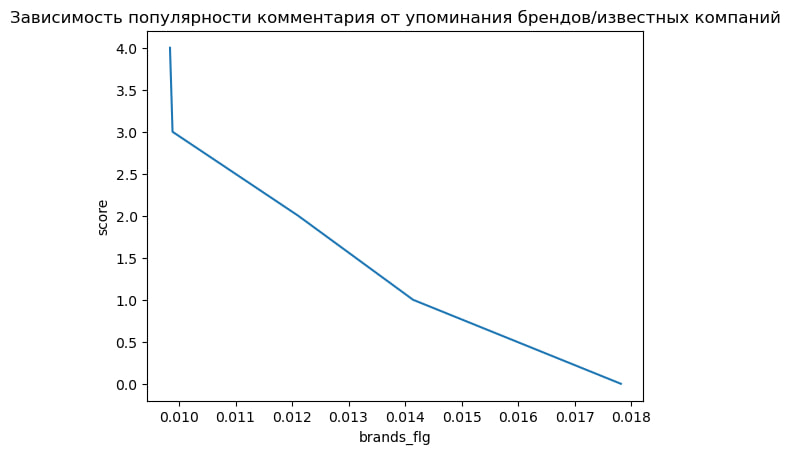 Зависимость популярности комментария от упоминания брендов/известных компаний
4.0
3.5
3.0
2.5
2.0
1.5
1.0
0.5
0.0
score
0.010 0.011 0.012 0.013 0.014 0.015 0.016 0.017 0.018
brands_flg